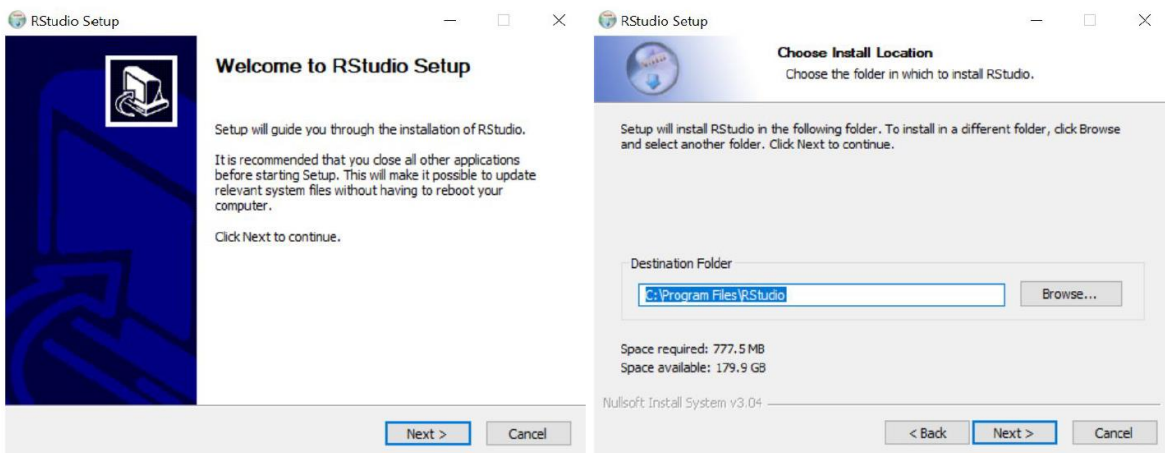 RStudio Setup
Welcome to RStudio Setup
Setup will guide you through the installation of RStudio.
It is recommended that you close all other applications
before starting Setup. This will make it possible to update
relevant system files without having to reboot your
computer.
Click Next to continue.
Next >
Cancel
RStudio Setup
Choose Install Location
Choose the folder in which to install RStudio.
Setup will install RStudio in the following folder. To install in a different folder, click Browse
and select another folder. Click Next to continue.
Destination Folder
C:\Program Files\RStudio
Browse...
Space required: 777.5 MB
Space available: 179.9 GB
Nullsoft Install System v3.04
< Back
Next >
Cancel